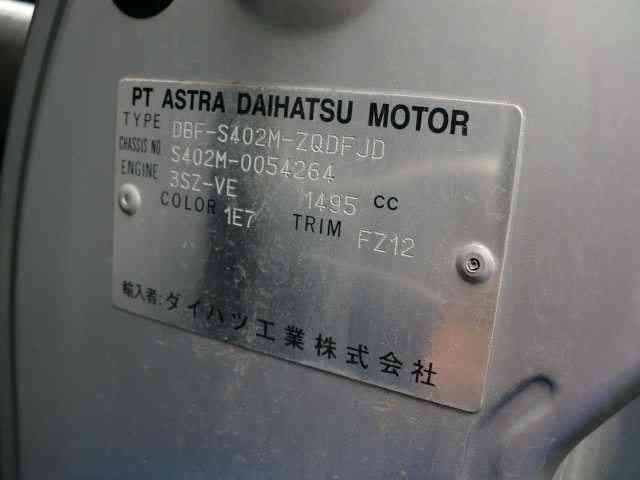 PT ASTRA DAIHATSU MOTOR
TYPE DBF-S402M-ZQDFJD
CHASSIS NO S402M-0054264
ENGINE 3SZ-VE 1495 CC
COLOR 1E7 TRIM FZ12
輸入者:ダイハツ工業株式会社